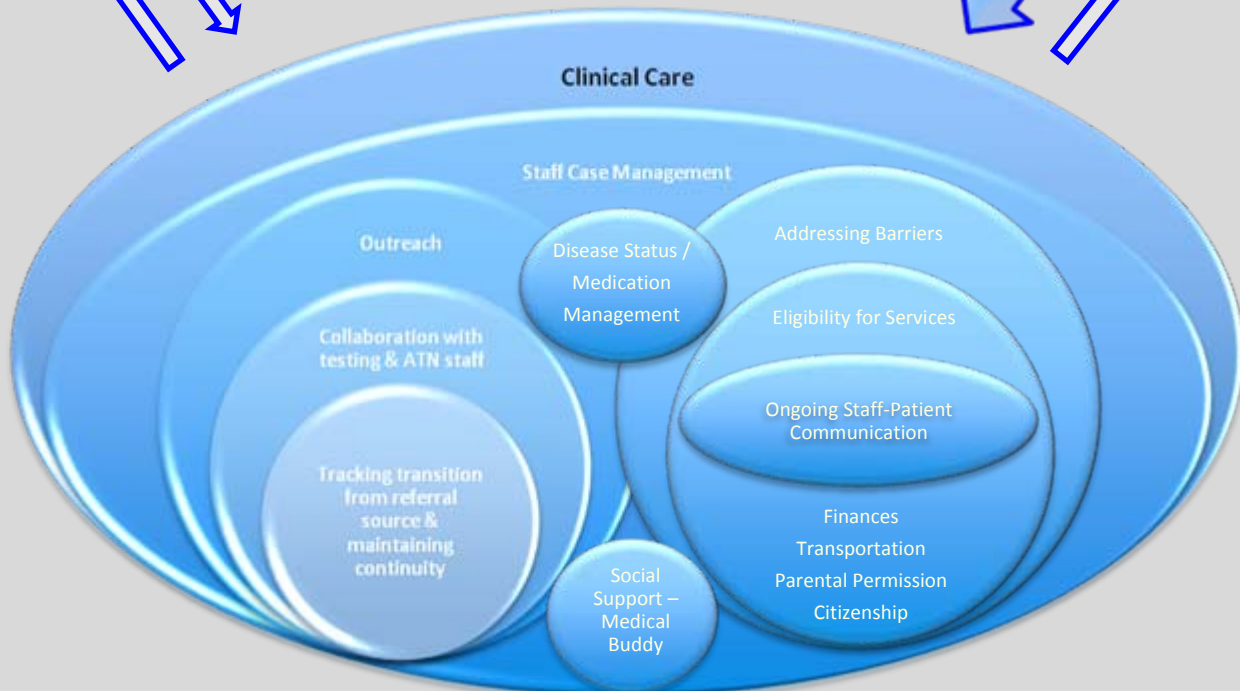 Clinical Care
Staff Case Management
Outreach
Collaboration with
testing & ATN staff
Tracking transition
from referral
source &
maintaining
continuity
Disease Status /
Medication
Management
Social
Support –
Medical
Buddy
Addressing Barriers
Eligibility for Services
Ongoing Staff-Patient
Communication
Finances
Transportation
Parental Permission
Citizenship